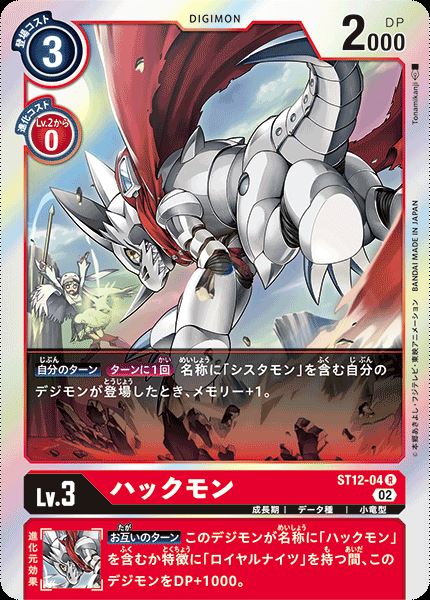 登場コスト
3
DIGIMON
DP
2000
進化コスト
Lv.2から
0
Tonamikanji
©本郷あきよし・フジテレビ・東映アニメーション BANDAI MADE IN JAPAN
自分のターン ターンに1回 名称に「シスタモン」を含む自分の
デジモンが登場したとき、メモリー+1。
ST12-04 R
02
Lv.3
ハックモン
成長期 データ種 小竜型
進化元効果
お互いのターン このデジモンが名称に「ハックモン」
を含むか特徴に「ロイヤルナイツ」を持つ間、この
デジモンをDP+1000。